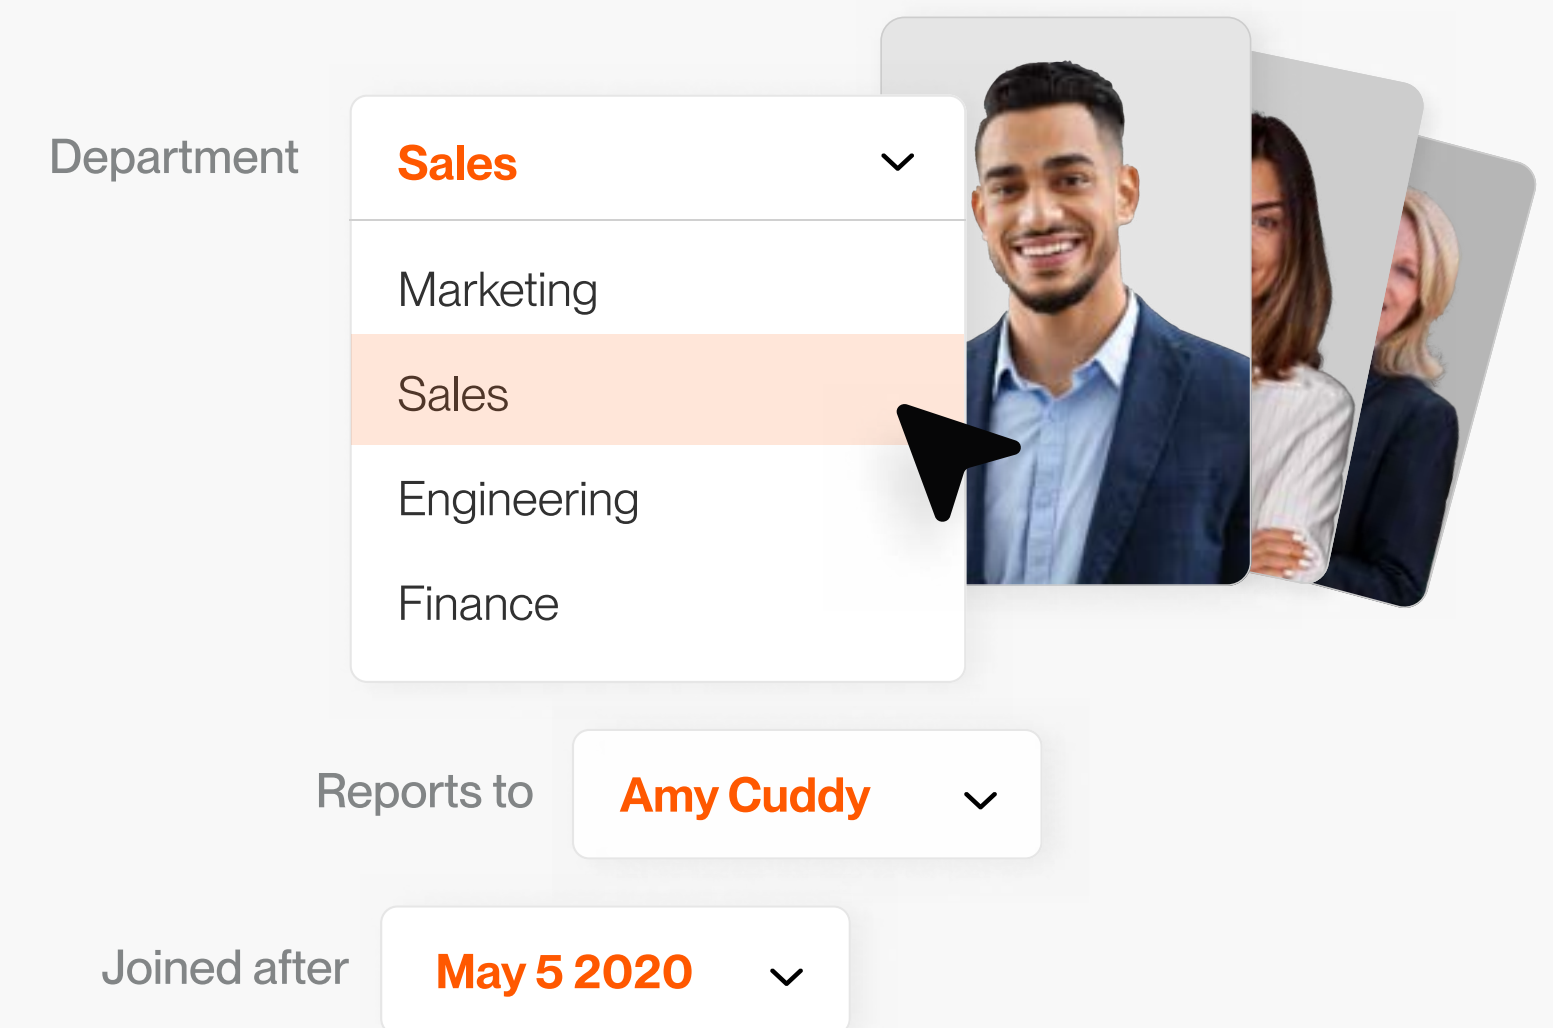 Department
Sales
Marketing
Sales
Engineering
Finance
Reports to
Amy Cuddy
Joined after
May 5 2020